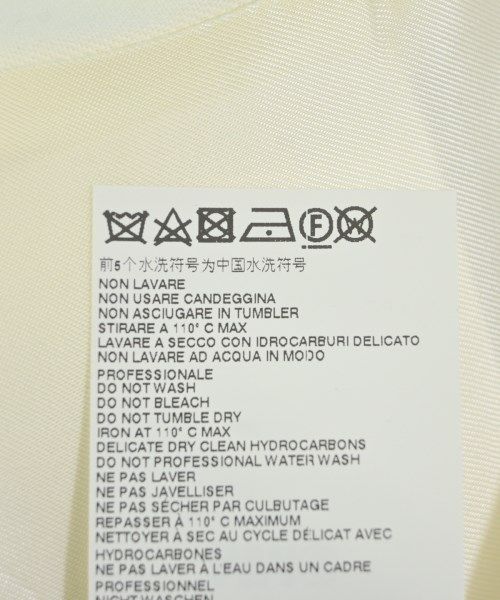 F
前5个水洗符号为中国水洗符号
NON LAVARE
NON USARE CANDEGGINA
NON ASCIUGARE IN TUMBLER
STIRARE A 110° C MAX
LAVARE A SECCO CON IDROCARBURI DELICATO
NON LAVARE AD ACQUA IN MODO
PROFESSIONALE
DO NOT WASH
DO NOT BLEACH
DO NOT TUMBLE DRY
IRON AT 110° C MAX
DELICATE DRY CLEAN HYDROCARBONS
DO NOT PROFESSIONAL WATER WASH
NE PAS LAVER
NE PAS JAVELLISER
NE PAS SÈCHER PAR CULBUTAGE
REPASSER À 110° C MAXIMUM
NETTOYER À SEC AU CYCLE DÉLICAT AVEC
HYDROCARBONES
NE PAS LAVER À L'EAU DANS UN CADRE
PROFESSIONNEL
NICHT WASCHEN